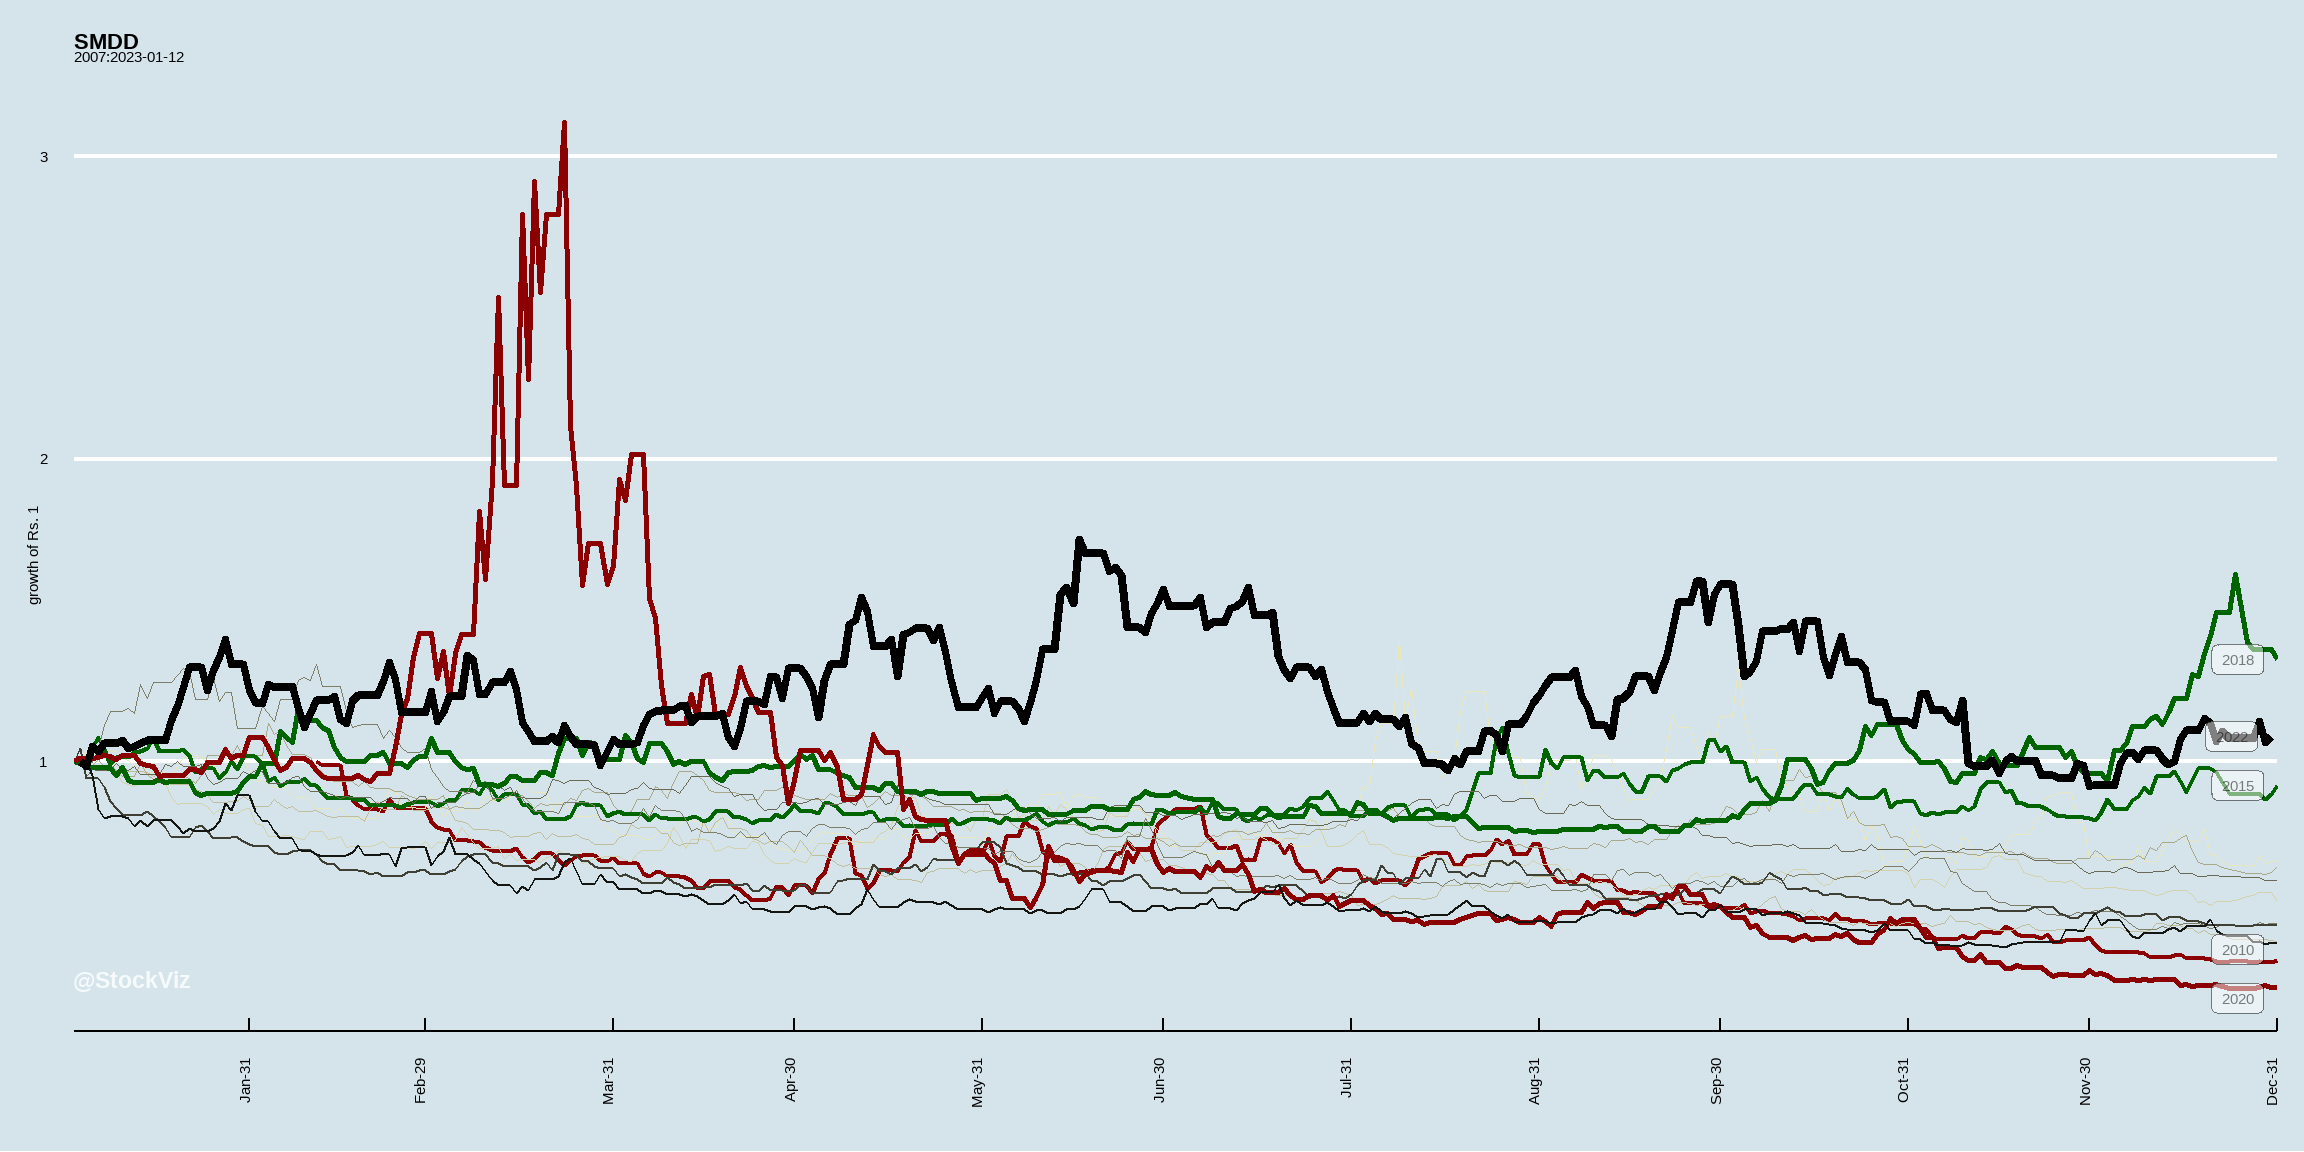 SMDD
2007:2023-01-12
3
2
1
growth of Rs. 1
2018
2022
2015
2010
2020
@StockViz
Jan-31
Feb-29
Mar-31
Apr-30
May-31
Jun-30
Jul-31
Aug-31
Sep-30
Oct-31
Nov-30
Dec-31